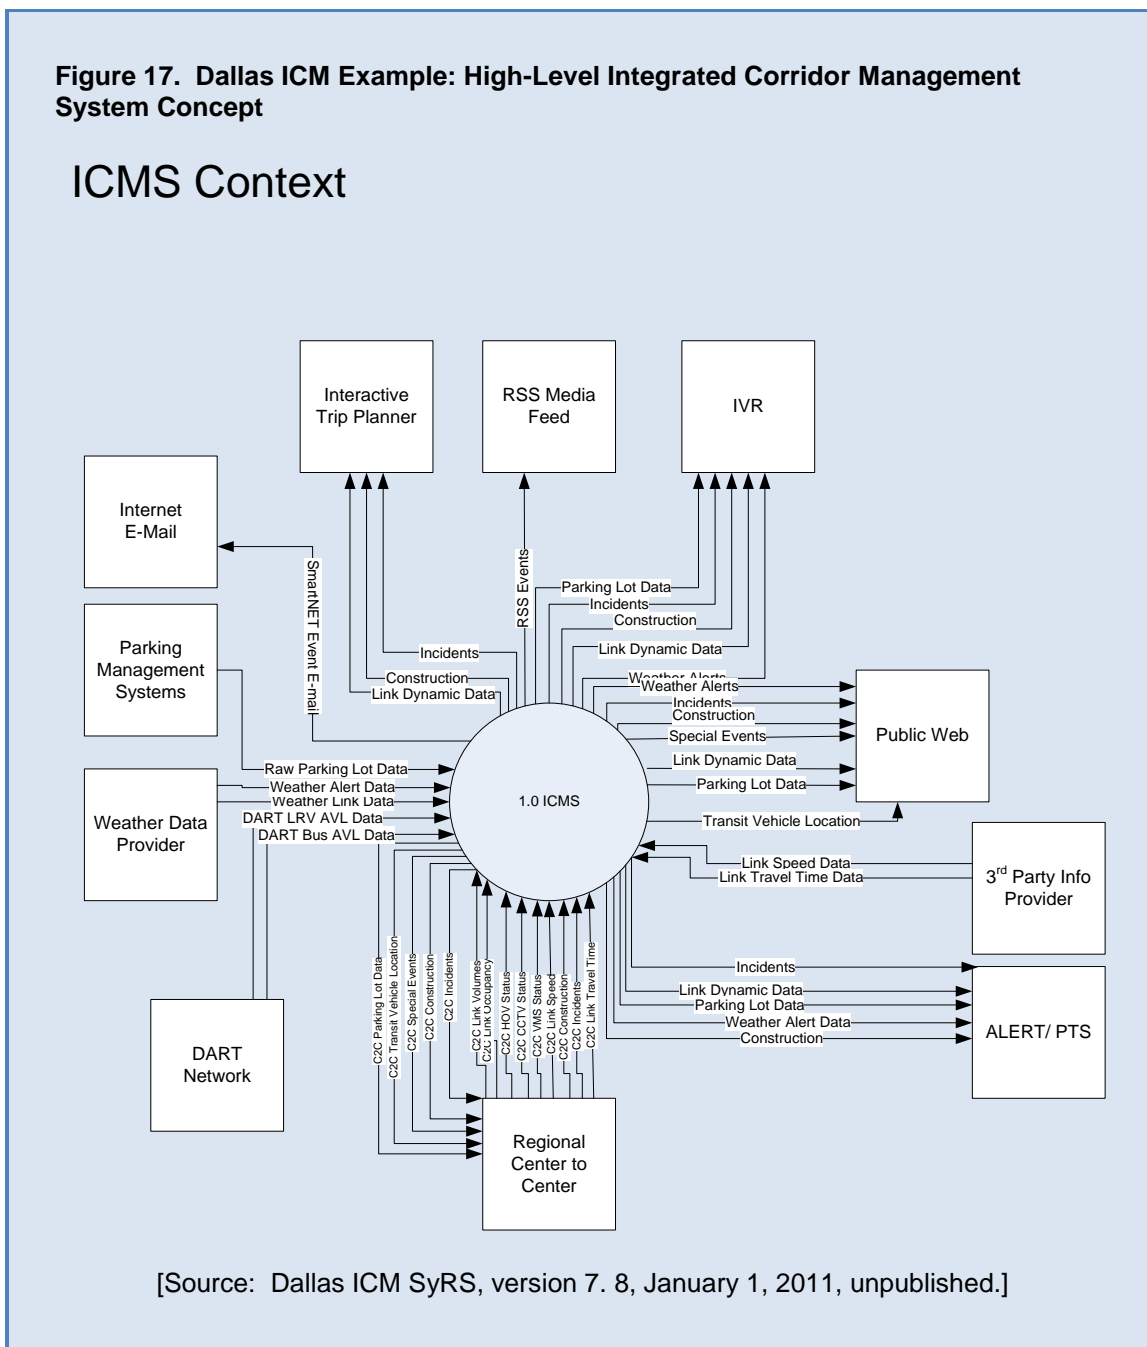 Figure 17.  Dallas ICM Example: High-Level Integrated Corridor Management
System Concept
ICMS Context
Interactive
Trip Planner
RSS Media
Feed
IVR
Internet
E-Mail
SmartNET Event E-mail
RSS Events
Parking Lot Data
Incidents
Construction
Link Dynamic Data
Weather Alerts
Parking
Management
Systems
Incidents
Construction
Link Dynamic Data
Weather Alerts
Incidents
Construction
Special Events
Link Dynamic Data
Parking Lot Data
Transit Vehicle Location
Public Web
Raw Parking Lot Data
Weather Alert Data
Weather Link Data
DART LRV AVL Data
DART Bus AVL Data
1.0 ICMS
Weather Data
Provider
Link Speed Data
Link Travel Time Data
3rd Party Info
Provider
Incidents
Link Dynamic Data
Parking Lot Data
Weather Alert Data
Construction
ALERT/ PTS
DART
Network
C2C Parking Lot Data
C2C Transit Vehicle Location
C2C Special Events
C2C Construction
C2C Incidents
C2C Link Volumes
C2C Link Occupancy
C2C HOV Status
C2C CCTV Status
C2C VMS Status
C2C Link Speed
C2C Construction
C2C Incidents
C2C Link Travel Time
Regional
Center to
Center
[Source:  Dallas ICM SyRS, version 7. 8, January 1, 2011, unpublished.]